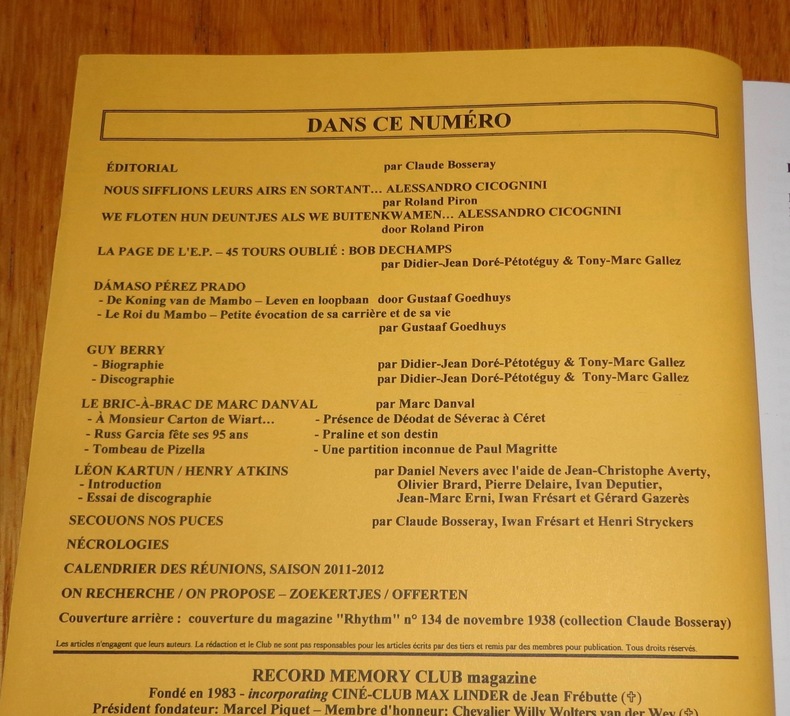 DANS CE NUMÉRO
ÉDITORIAL par Claude Bosseray
NOUS SIFFLIONS LEURS AIRS EN SORTANT… ALESSANDRO CICOGNINI
par Roland Piron
WE FLOTEN HUN DEUNTJES ALS WE BUITENKWAMEN… ALESSANDRO CICOGNINI
door Roland Piron
LA PAGE DE L'E.P. – 45 TOURS OUBLIÉ : BOB DECHAMPS
par Didier-Jean Doré-Pétotéguy & Tony-Marc Gallez
DÁMASO PÉREZ PRADO
- De Koning van de Mambo – Leven en loopbaan door Gustaaf Goedhuys
- Le Roi du Mambo – Petite évocation de sa carrière et de sa vie
par Gustaaf Goedhuys
GUY BERRY
- Biographie par Didier-Jean Doré-Pétotéguy & Tony-Marc Gallez
- Discographie par Didier-Jean Doré-Pétotéguy & Tony-Marc Gallez
LE BRIC-À-BRAC DE MARC DANVAL par Marc Danval
- À Monsieur Carton de Wiart… - Présence de Déodat de Séverac à Céret
- Russ Garcia fête ses 95 ans - Praline et son destin
- Tombeau de Pizella - Une partition inconnue de Paul Magritte
LÉON KARTUN / HENRY ATKINS par Daniel Nevers avec l'aide de Jean-Christophe Averty,
- Introduction Olivier Brard, Pierre Delaire, Ivan Deputier,
- Essai de discographie Jean-Marc Erni, Iwan Frésart et Gérard Gazerès
SECOUONS NOS PUCES par Claude Bosseray, Iwan Frésart et Henri Stryckers
NÉCROLOGIES
CALENDRIER DES RÉUNIONS, SAISON 2011-2012
ON RECHERCHE / ON PROPOSE – ZOEKERTJES / OFFERTEN
Couverture arrière : couverture du magazine "Rhythm" n° 134 de novembre 1938 (collection Claude Bosseray)
Les articles n'engagent que leurs auteurs. La rédaction et le Club ne sont pas responsables pour les articles écrits par des tiers et remis par des membres pour publication. Tous droits réservés.
RECORD MEMORY CLUB magazine
Fondé en 1983 - incorporating CINÉ-CLUB MAX LINDER de Jean Frébutte (✞)
Président fondateur: Marcel Piquet – Membre d'honneur: Chevalier Willy Wolters van der Wey (✞)